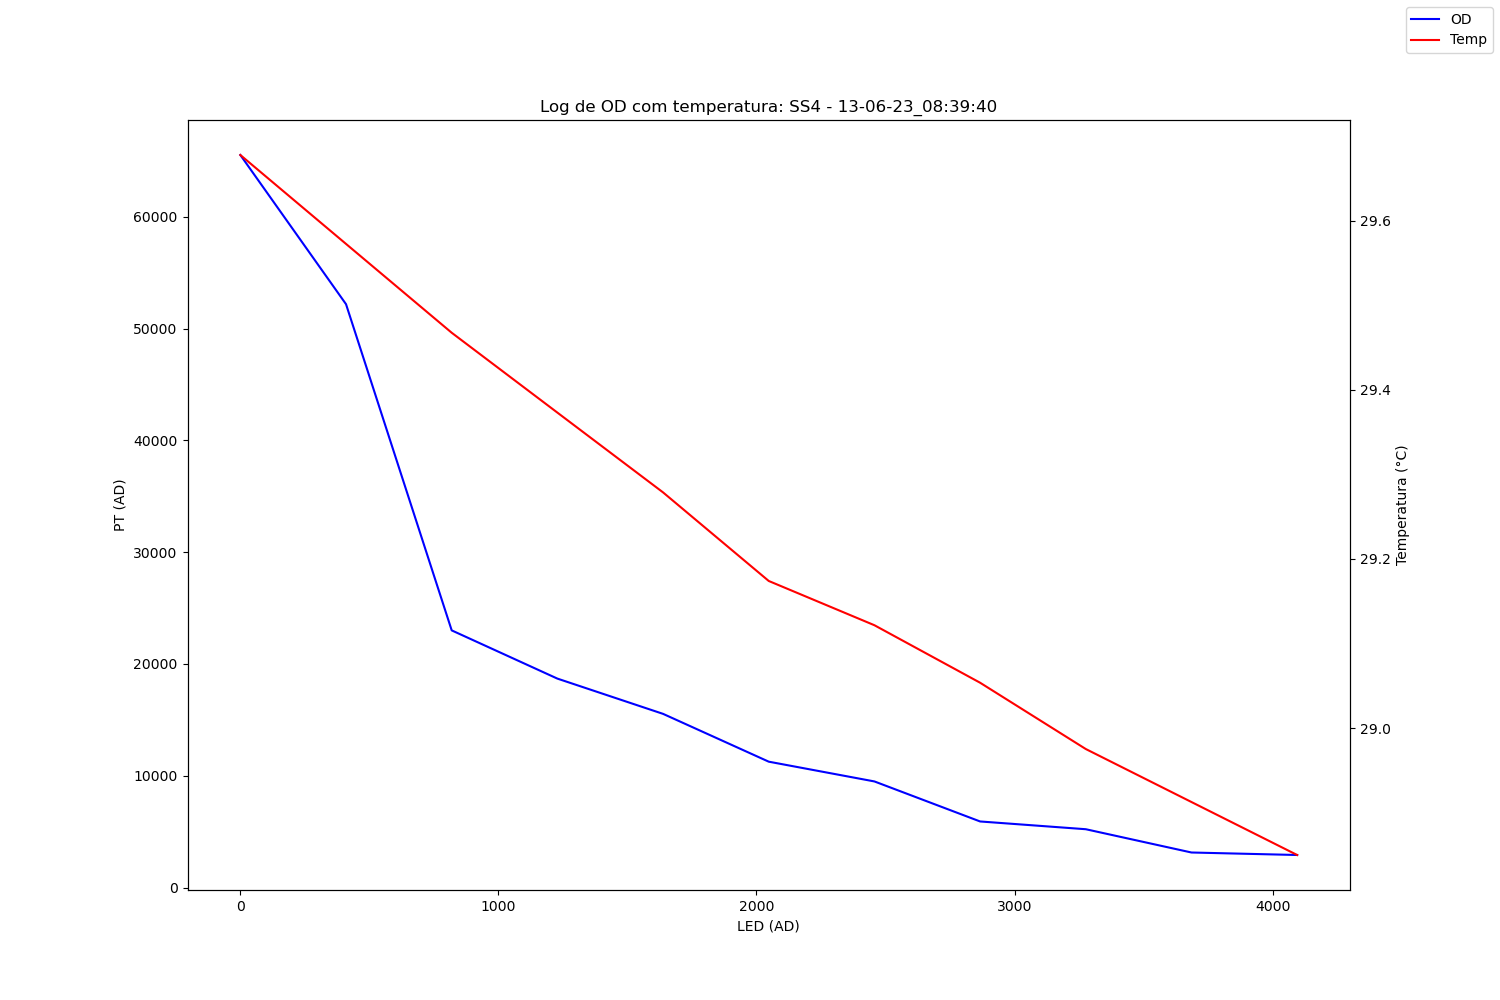 OD
Temp
Log de OD com temperatura: SS4 - 13-06-23_08:39:40
60000
50000
40000
30000
20000
10000
0
PT (AD)
29.6
29.4
29.2
29.0
Temperatura (°C)
0 1000 2000 3000 4000
LED (AD)